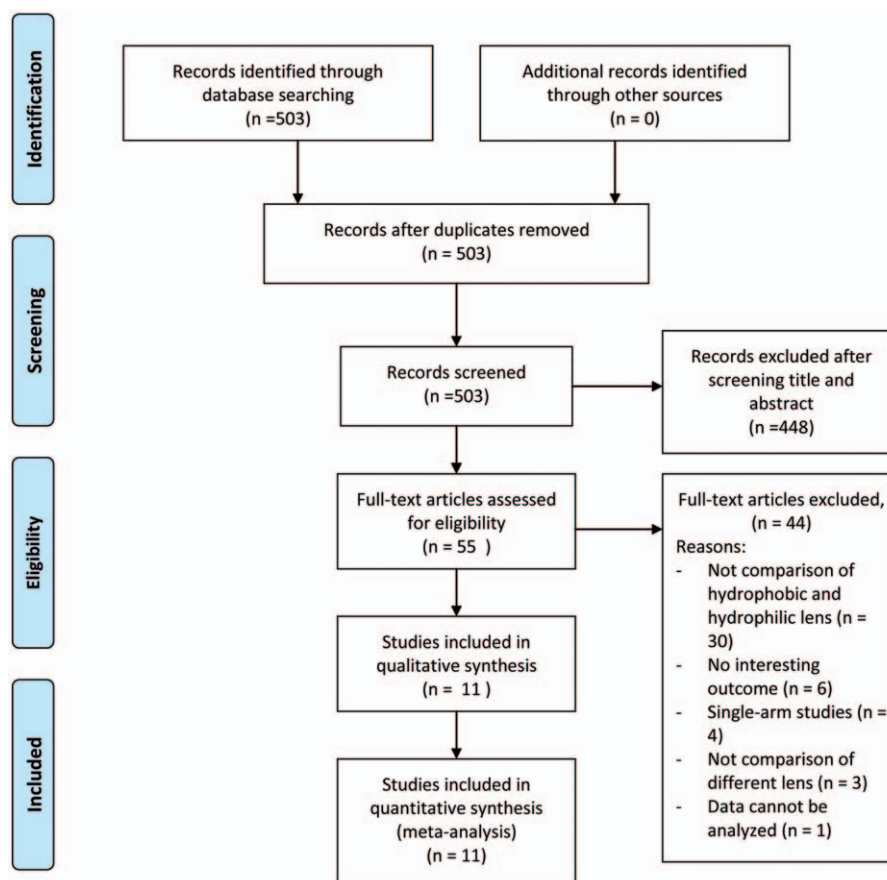 Identification
Records identified through
database searching
(n =503)
Additional records identified
through other sources
(n = 0)
Records after duplicates removed
(n = 503)
Screening
Records screened
(n =503)
Records excluded after
screening title and
abstract
(n =448)
Eligibility
Full-text articles assessed
for eligibility
(n = 55 )
Full-text articles excluded,
(n = 44)
Reasons:
- Not comparison of
hydrophobic and
hydrophilic lens (n =
30)
- No interesting
outcome (n = 6)
- Single-arm studies (n =
4)
- Not comparison of
different lens (n = 3)
- Data cannot be
analyzed (n = 1)
Studies included in
qualitative synthesis
(n = 11 )
Included
Studies included in
quantitative synthesis
(meta-analysis)
(n = 11)